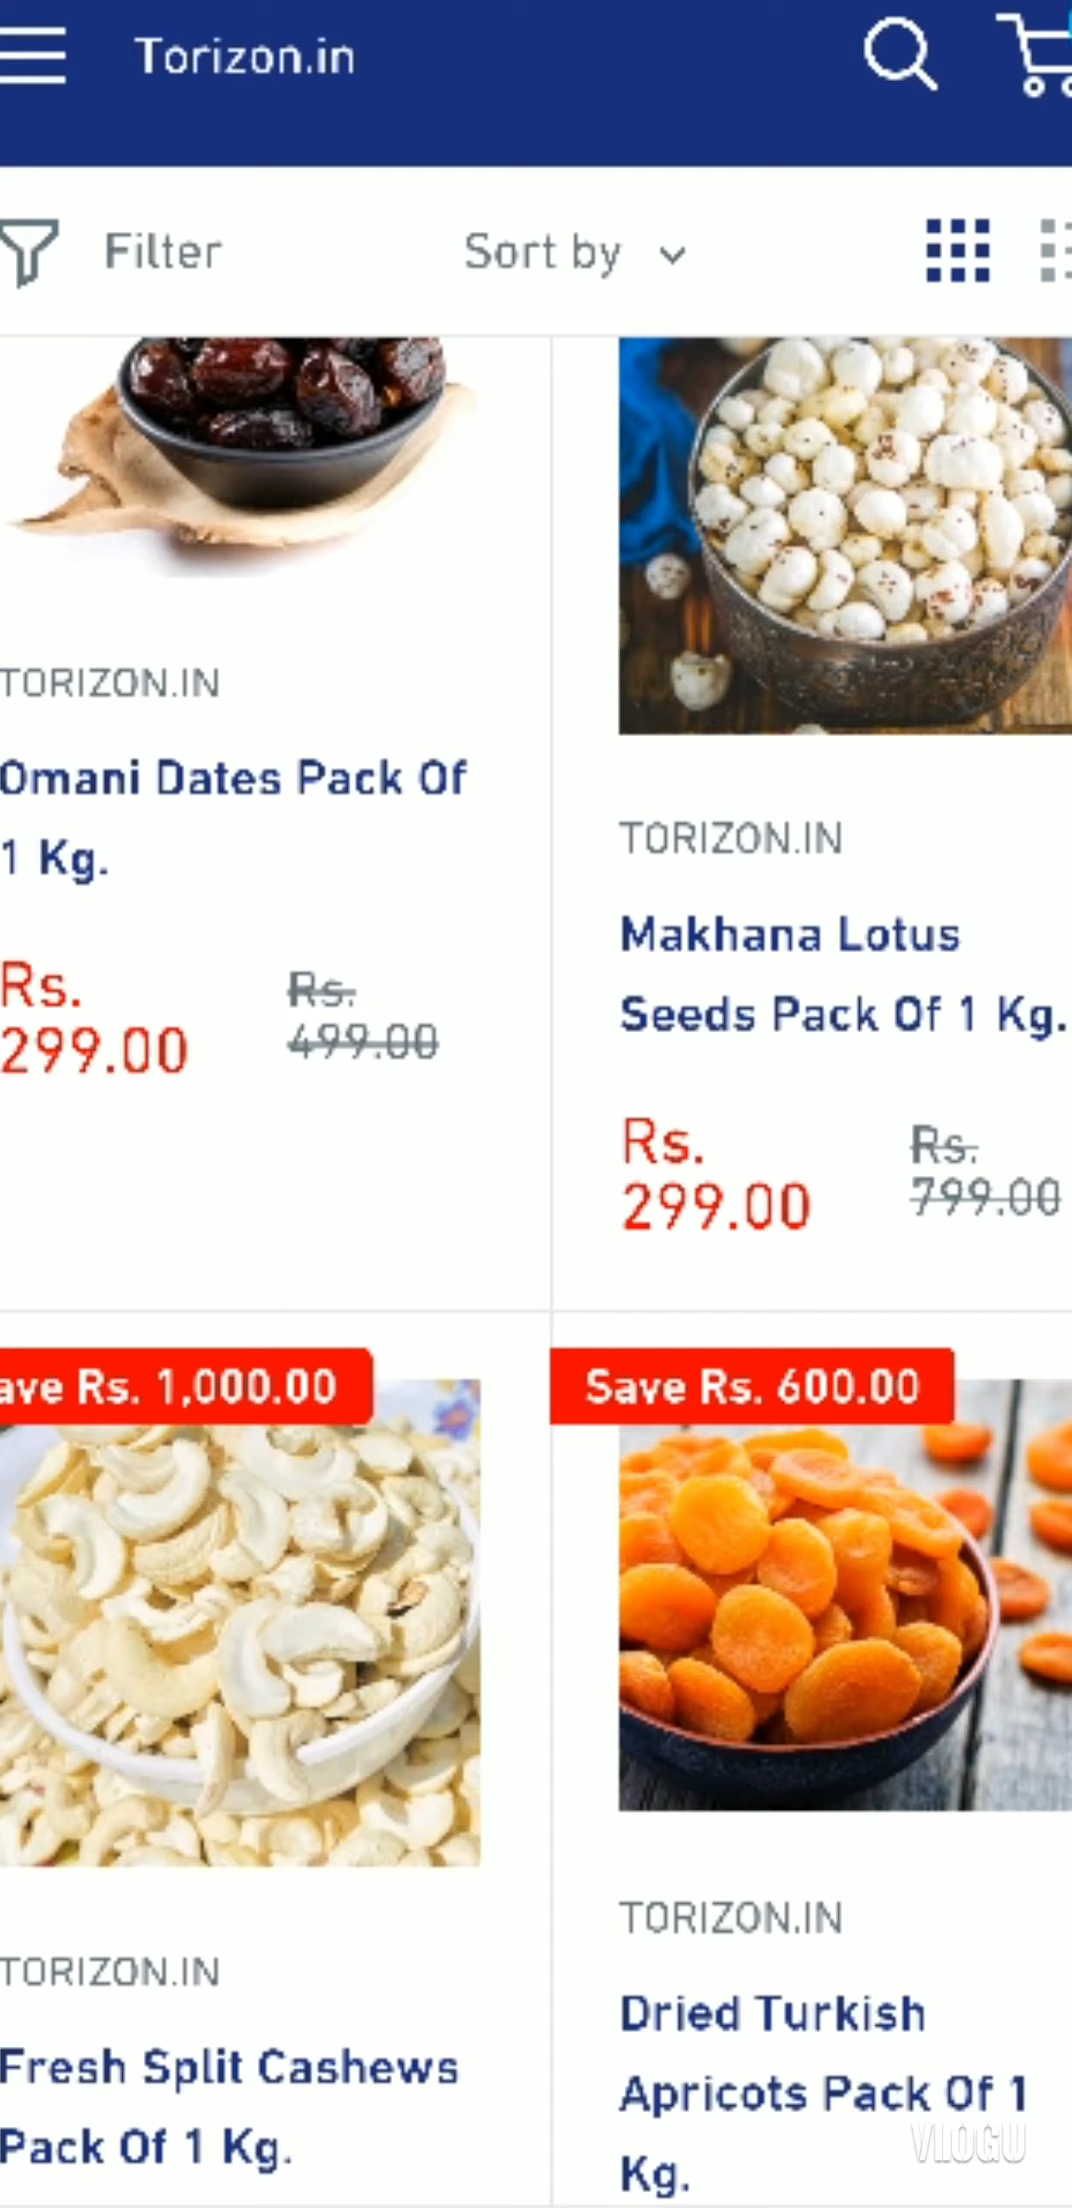 Torizon.in
Filter
Sort by
TORIZON.IN
Omani Dates Pack Of
1 Kg.
Rs.
299.00
Rs.
499.00
TORIZON.IN
Makhana Lotus
Seeds Pack Of 1 Kg.
Rs.
299.00
Rs.
799.00
ave Rs. 1,000.00
TORIZON.IN
Fresh Split Cashews
Pack Of 1 Kg.
Save Rs. 600.00
TORIZON.IN
Dried Turkish
Apricots Pack Of 1
Kg.
VLOGU